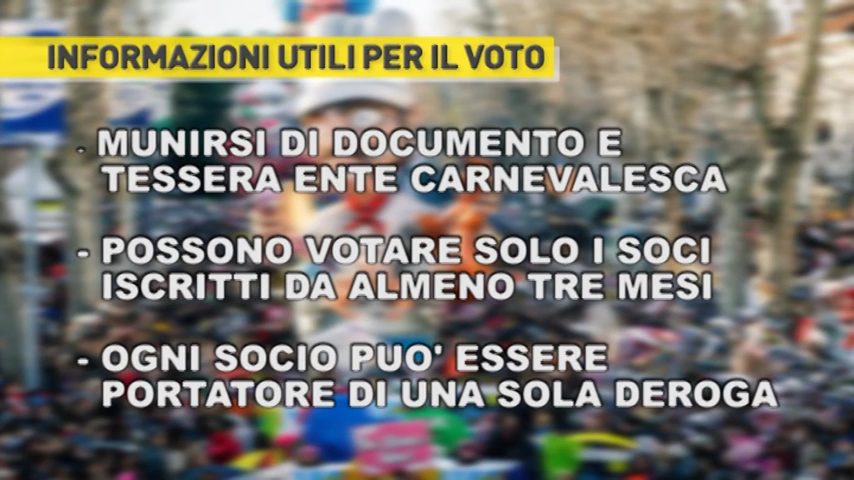 INFORMAZIONI UTILI PER IL VOTO
- MUNIRSI DI DOCUMENTO E
TESSERA ENTE CARNEVALESCA
- POSSONO VOTARE SOLO I SOCI
ISCRITTI DA ALMENO TRE MESI
- OGNI SOCIO PUO' ESSERE
PORTATORE DI UNA SOLA DEROGA